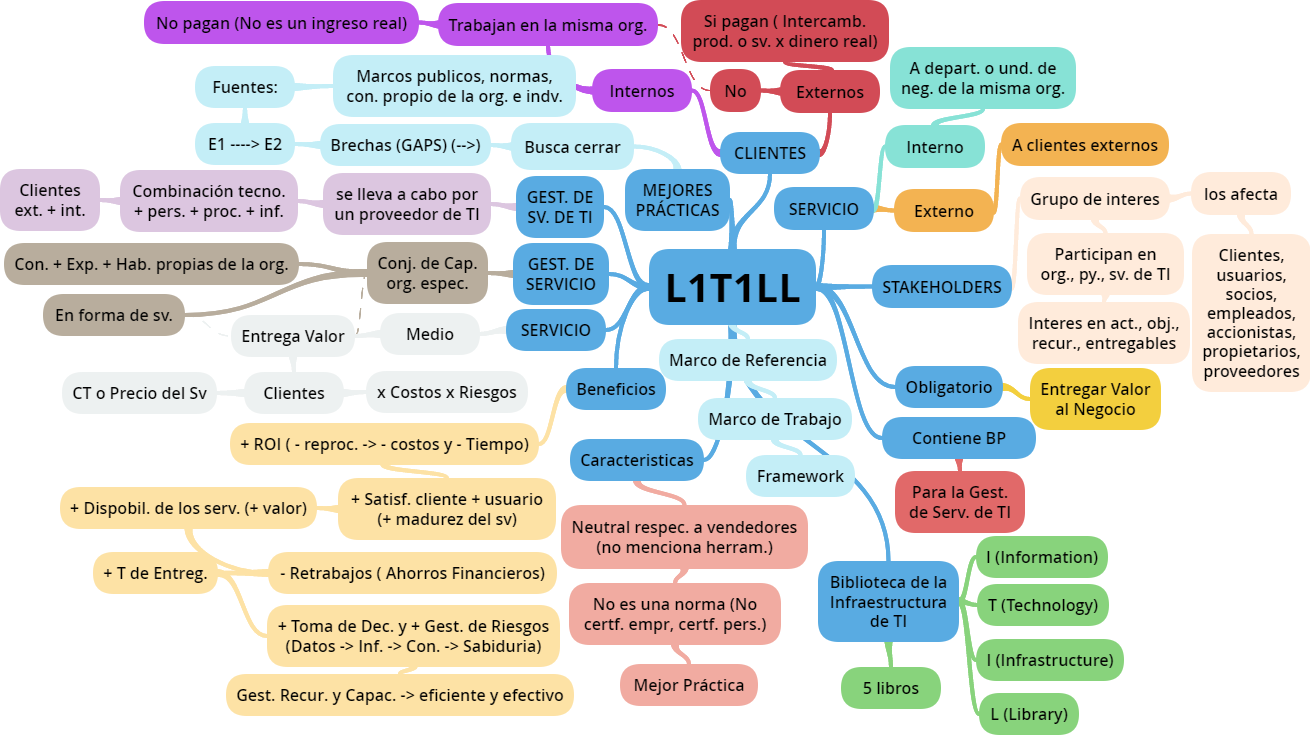 No pagan (No es un ingreso real)
Trabajan en la misma org.
Si pagan ( Intercamb.
prod. o sv. x dinero real)
Fuentes:
Marcos publicos, normas,
con. propio de la org. e indv.
Internos
No
Externos
A depart. o und. de
neg. de la misma org.
E1 ----> E2
Brechas (GAPS) (-->)
Busca cerrar
CLIENTES
Interno
A clientes externos
Clientes
ext. + int.
Combinación tecno.
+ pers. + proc. + inf.
se lleva a cabo por
un proveedor de TI
GEST. DE
SV. DE TI
MEJORES
PRÁCTICAS
SERVICIO
Externo
Grupo de interes
los afecta
Con. + Exp. + Hab. propias de la org.
Conj. de Cap.
org. espec.
GEST. DE
SERVICIO
L1T1LL
STAKEHOLDERS
Participan en
org., py., sv. de TI
Clientes,
usuarios,
socios,
empleados,
accionistas,
propietarios,
proveedores
En forma de sv.
Entrega Valor
Medio
SERVICIO
Interes en act., obj.,
recur., entregables
Marco de Referencia
CT o Precio del Sv
Clientes
x Costos x Riesgos
Beneficios
Obligatorio
Entregar Valor
al Negocio
Marco de Trabajo
+ ROI ( - reproc. -> - costos y - Tiempo)
Caracteristicas
Contiene BP
Framework
+ Dispobil. de los serv. (+ valor)
+ Satisf. cliente + usuario
(+ madurez del sv)
Para la Gest.
de Serv. de TI
Neutral respec. a vendedores
(no menciona herram.)
+ T de Entreg.
- Retrabajos ( Ahorros Financieros)
Biblioteca de la
Infraestructura
de TI
I (Information)
T (Technology)
I (Infrastructure)
L (Library)
No es una norma (No
certf. empr, certf. pers.)
+ Toma de Dec. y + Gest. de Riesgos
(Datos -> Inf. -> Con. -> Sabiduria)
Mejor Práctica
5 libros
Gest. Recur. y Capac. -> eficiente y efectivo